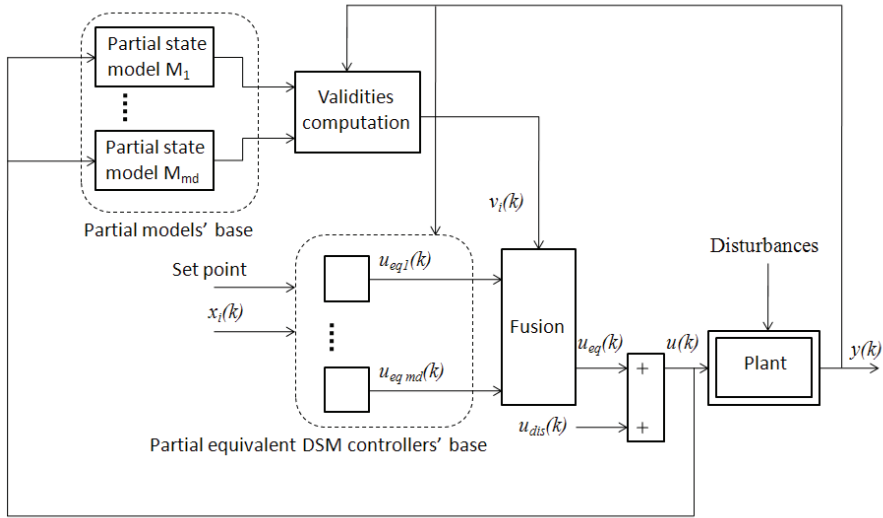 Partial state
model M1
Partial state
model Mmd
Partial models' base
Validities
computation
vi(k)
Disturbances
Set point
xi(k)
ueq1(k)
ueq md(k)
Partial equivalent DSM controllers' base
Fusion
ueq(k)
udis(k)
+
+
u(k)
Plant
y(k)